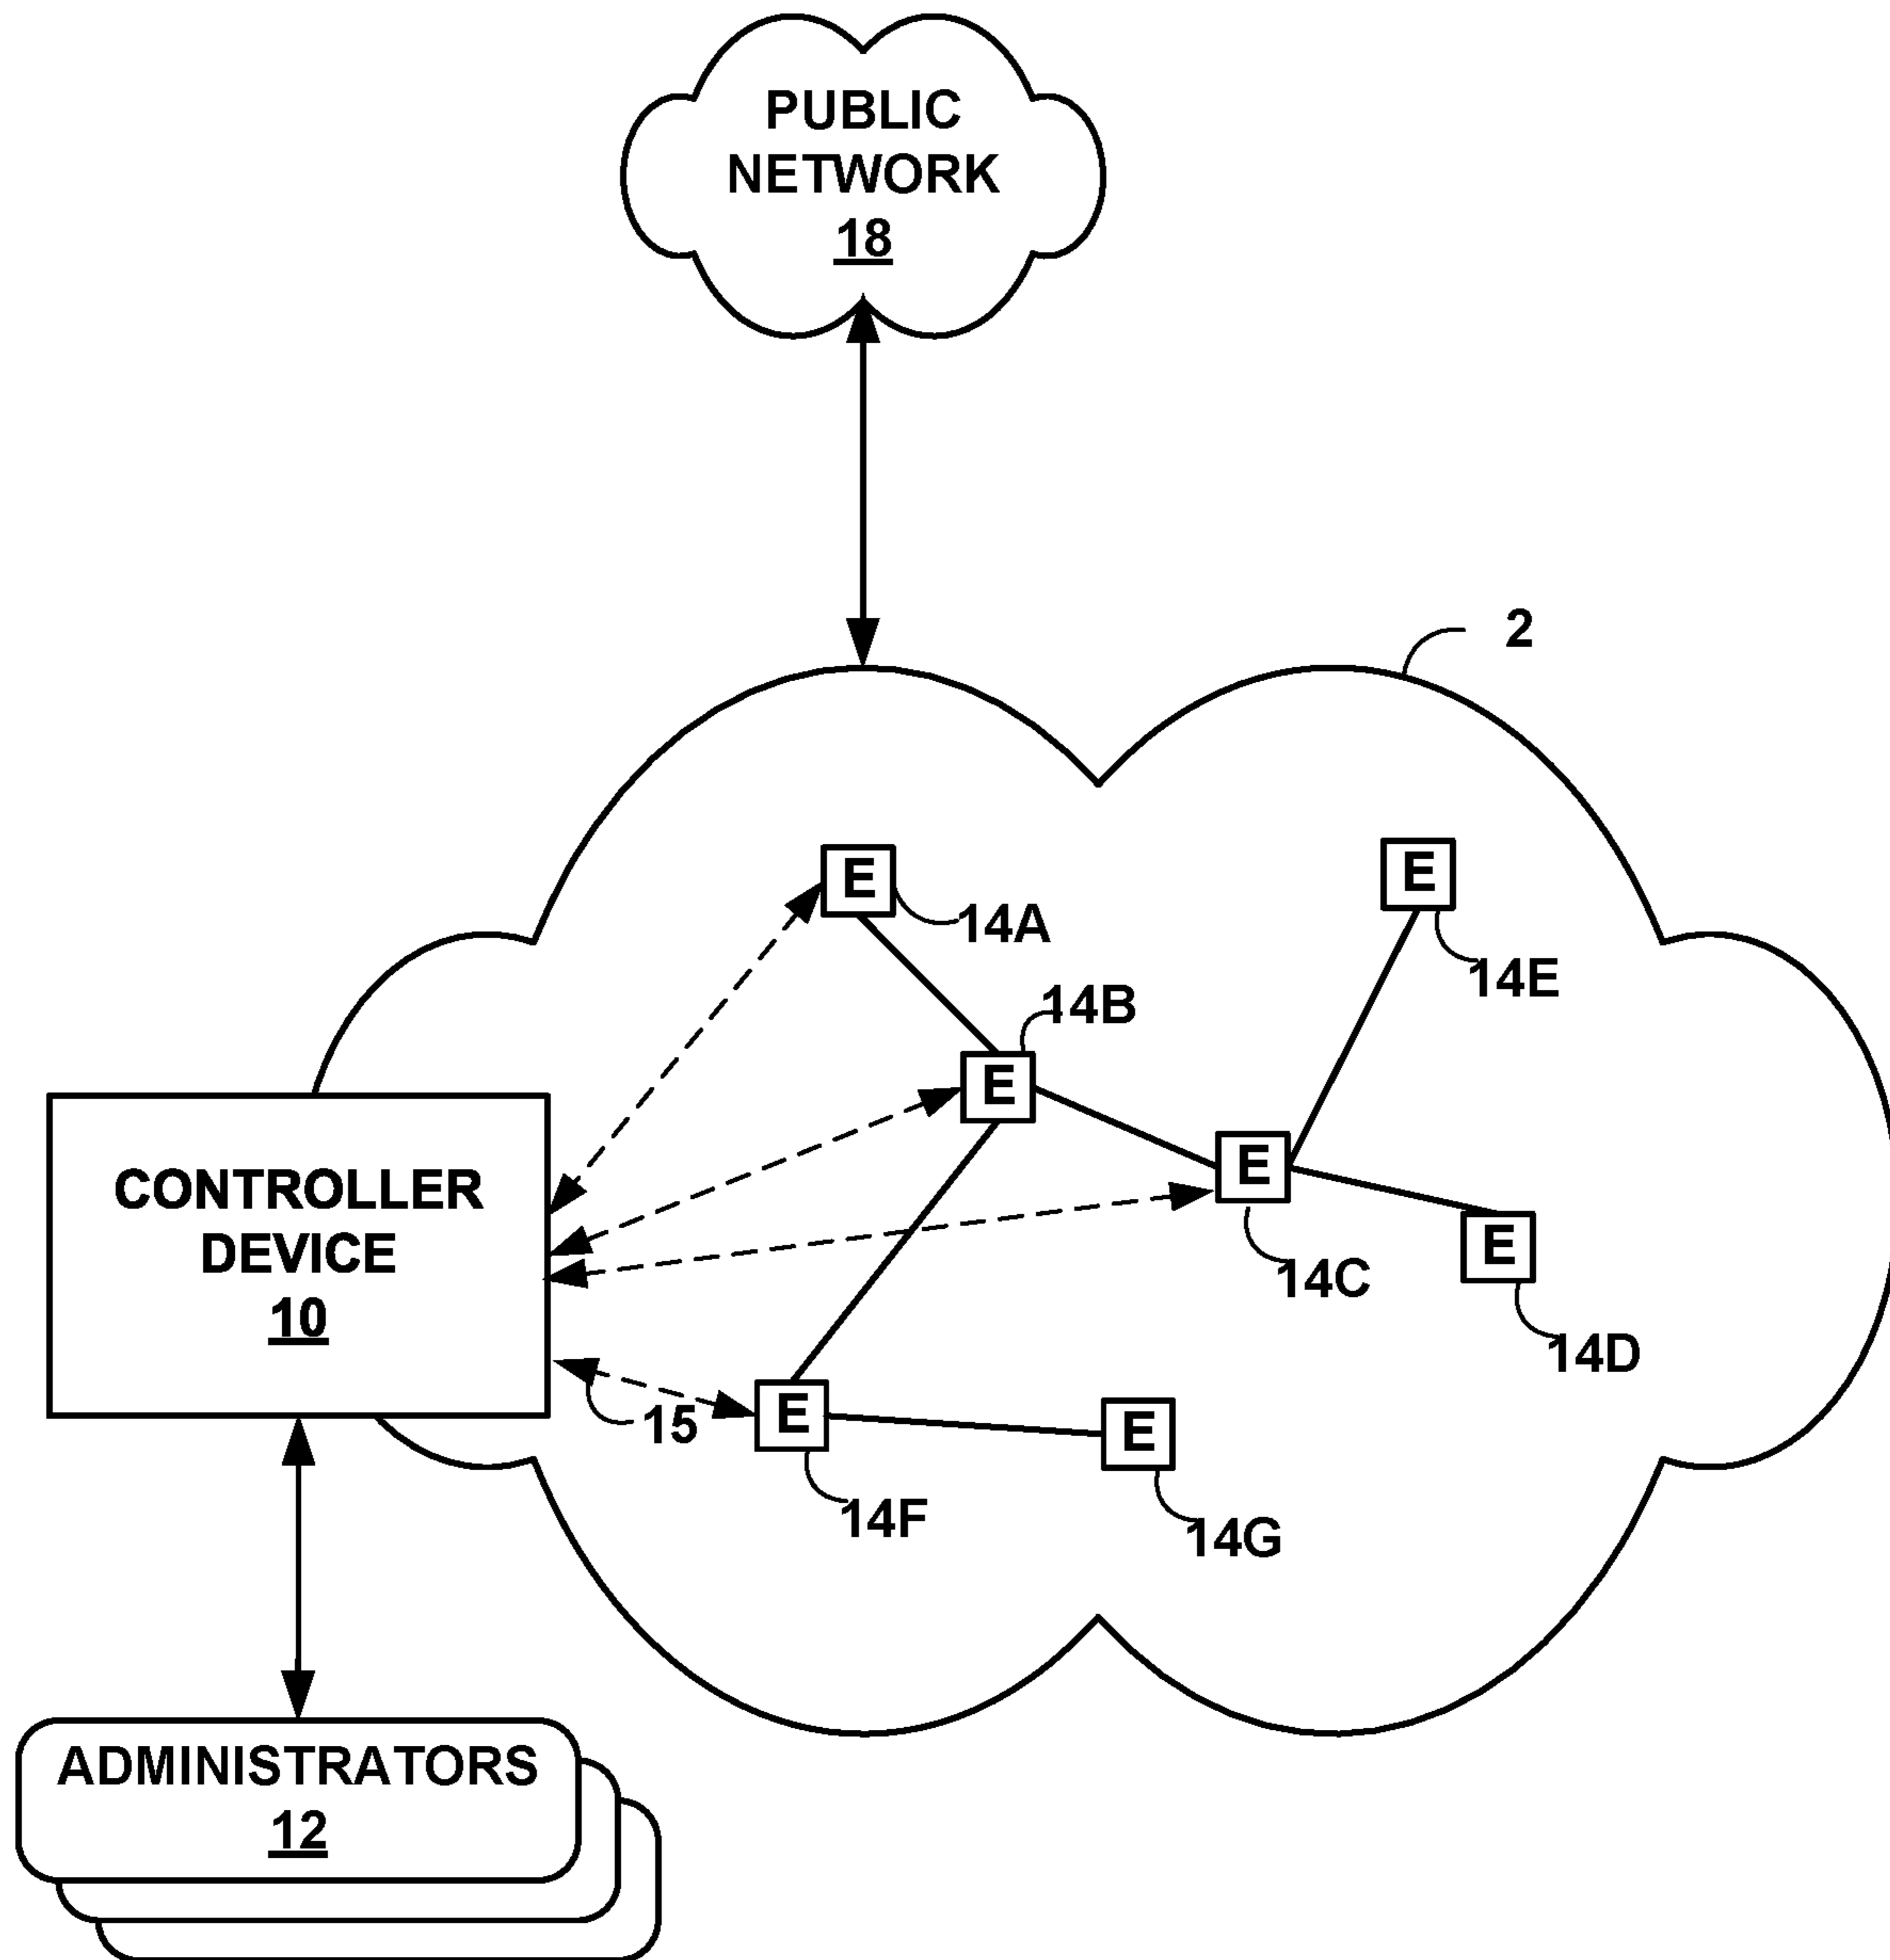 PUBLIC
NETWORK
18
2
E
14A
E
14E
14B
E
E
14C
E
14D
CONTROLLER
DEVICE
10
15
E
14F
E
14G
ADMINISTRATORS
12